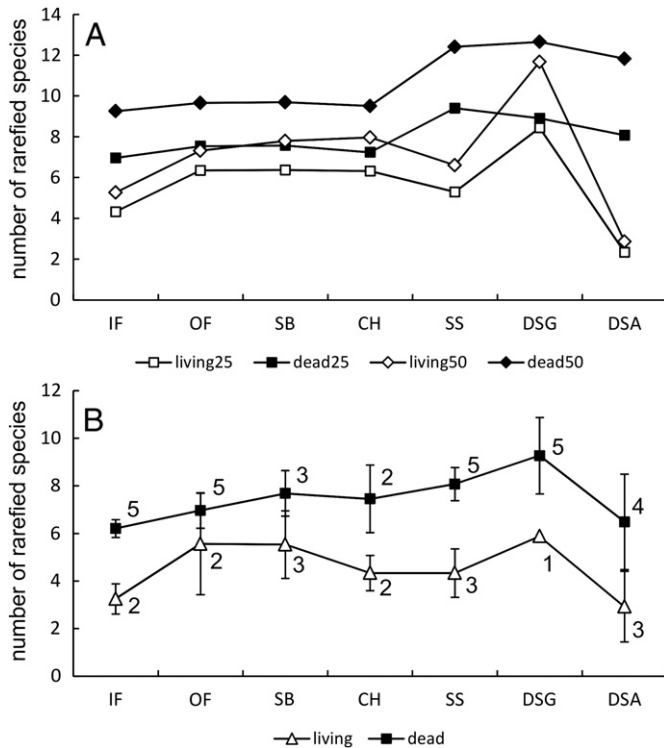 A
number of rarefied species
14
12
10
8
6
4
2
0
IF OF SB CH SS DSG DSA
living25 dead25 living50 dead50
B
number of rarefied species
12
10
8
6
4
2
0
5 5 3 2 5 5 4
2 2 3 2 3 1 3
IF OF SB CH SS DSG DSA
living dead